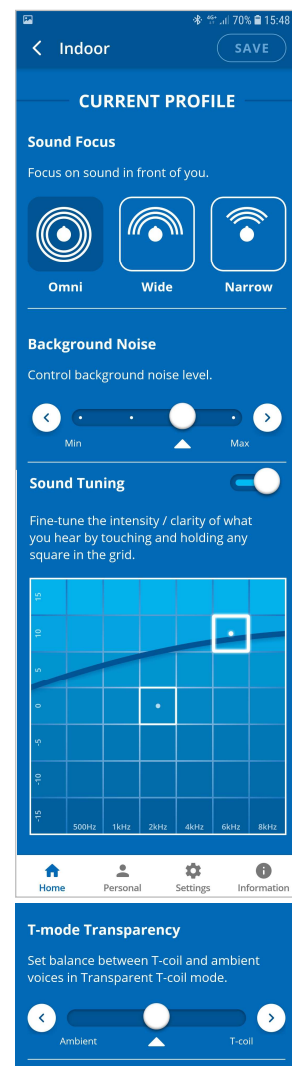 70% 15:48
Indoor SAVE
CURRENT PROFILE
Sound Focus
Focus on sound in front of you.
Omni Wide Narrow
Background Noise
Control background noise level.
Min Max
Sound Tuning
Fine-tune the intensity / clarity of what
you hear by touching and holding any
square in the grid.
15
10
5
0
-5
-10
-15
500Hz 1kHz 2kHz 4kHz 6kHz 8kHz
Home Personal Settings Information
T-mode Transparency
Set balance between T-coil and ambient
voices in Transparent T-coil mode.
Ambient T-coil